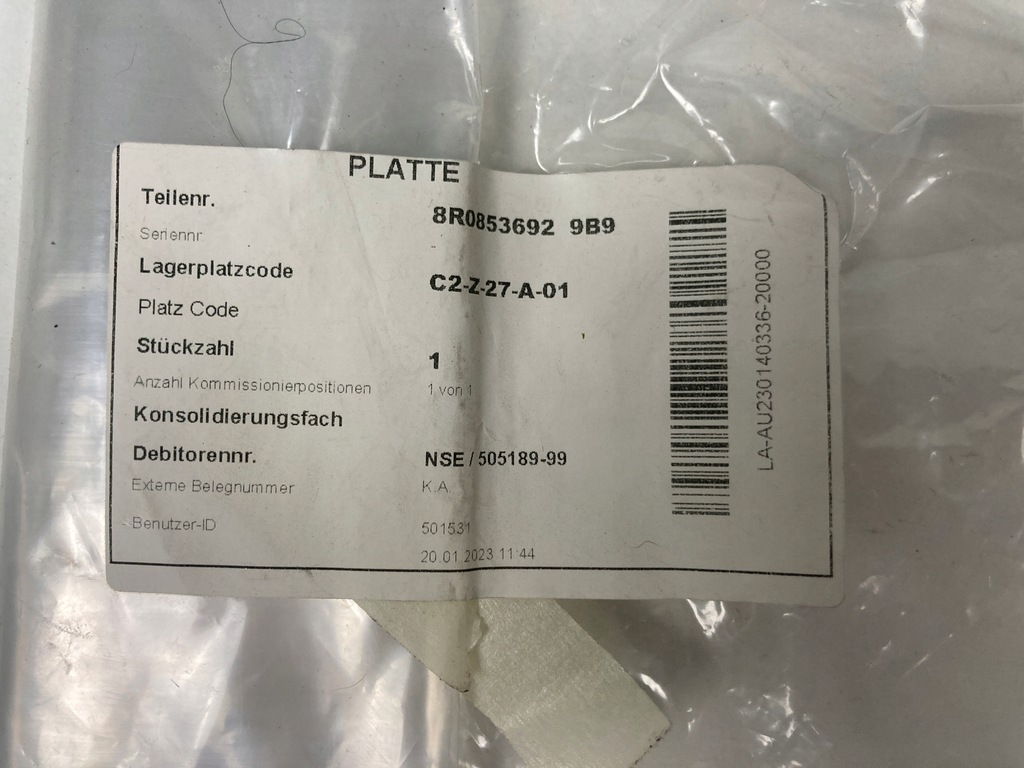 PLATTE
Teilenr. 8R0853692 9B9
Seriennr
Lagerplatzcode C2-Z-27-A-01
Platz Code
Stückzahl 1
Anzahl Kommissionierpositionen 1 von 1
Konsolidierungsfach
Debitorennr. NSE / 505189-99
Externe Belegnummer K.A.
Benutzer-ID 501531
20.01.2023 11:44
LA-AU230140336-20000